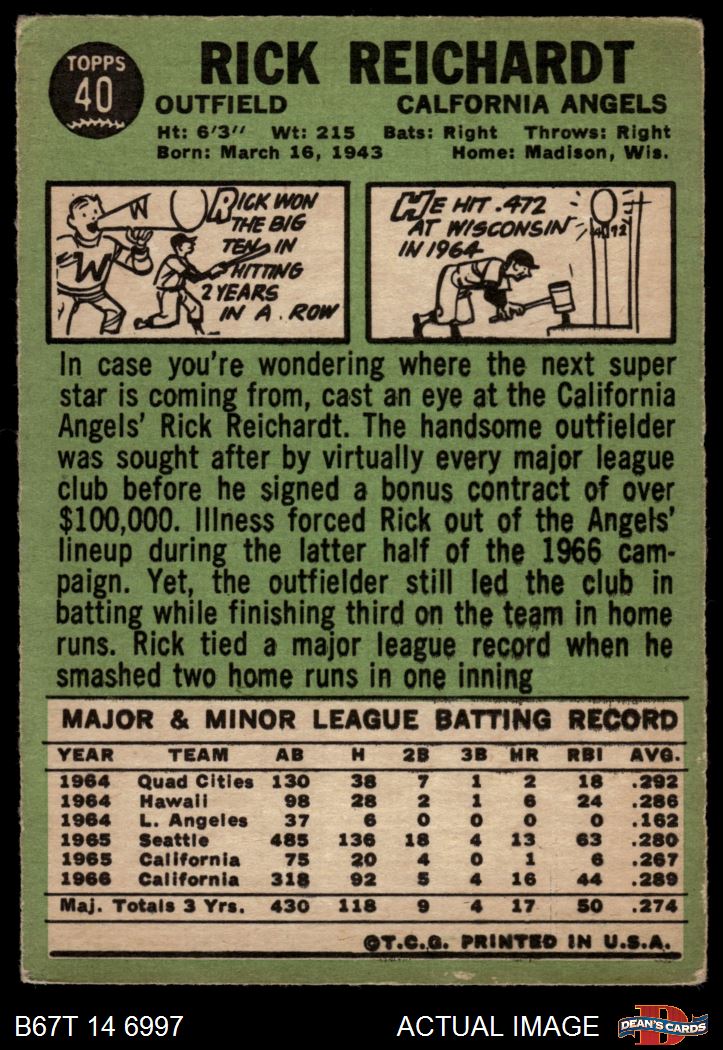 TOPPS
40
RICK REICHARDT
OUTFIELD CALFORNIA ANGELS
Ht: 6'3" Wt: 215 Bats: Right Throws: Right
Born: March 16, 1943 Home: Madison, Wis.
W
W
RICK WON
THE BIG
TEN IN
HITTING
2 YEARS
IN A ROW
HE HIT .472
AT WISCONSIN
IN 1964
.472
In case you're wondering where the next super
star is coming from, cast an eye at the California
Angels' Rick Reichardt. The handsome outfielder
was sought after by virtually every major league
club before he signed a bonus contract of over
$100,000. Illness forced Rick out of the Angels'
lineup during the latter half of the 1966 cam-
paign. Yet, the outfielder still led the club in
batting while finishing third on the team in home
runs. Rick tied a major league record when he
smashed two home runs in one inning
MAJOR & MINOR LEAGUE BATTING RECORD
YEAR TEAM AB H 2B 3B HR RBI AVG.
1964 Quad Cities 130 38 7 1 2 18 .292
1964 Hawaii 98 28 2 1 6 24 .286
1964 L. Angeles 37 6 0 0 0 0 .162
1965 Seattle 485 136 18 4 13 63 .280
1965 California 75 20 4 0 1 6 .267
1966 California 318 92 5 4 16 44 .289
Maj. Totals 3 Yrs. 430 118 9 4 17 50 .274
©T.C.G. PRINTED IN U.S.A.
B67T 14 6997 ACTUAL IMAGE
D
DEAN'S CARDS